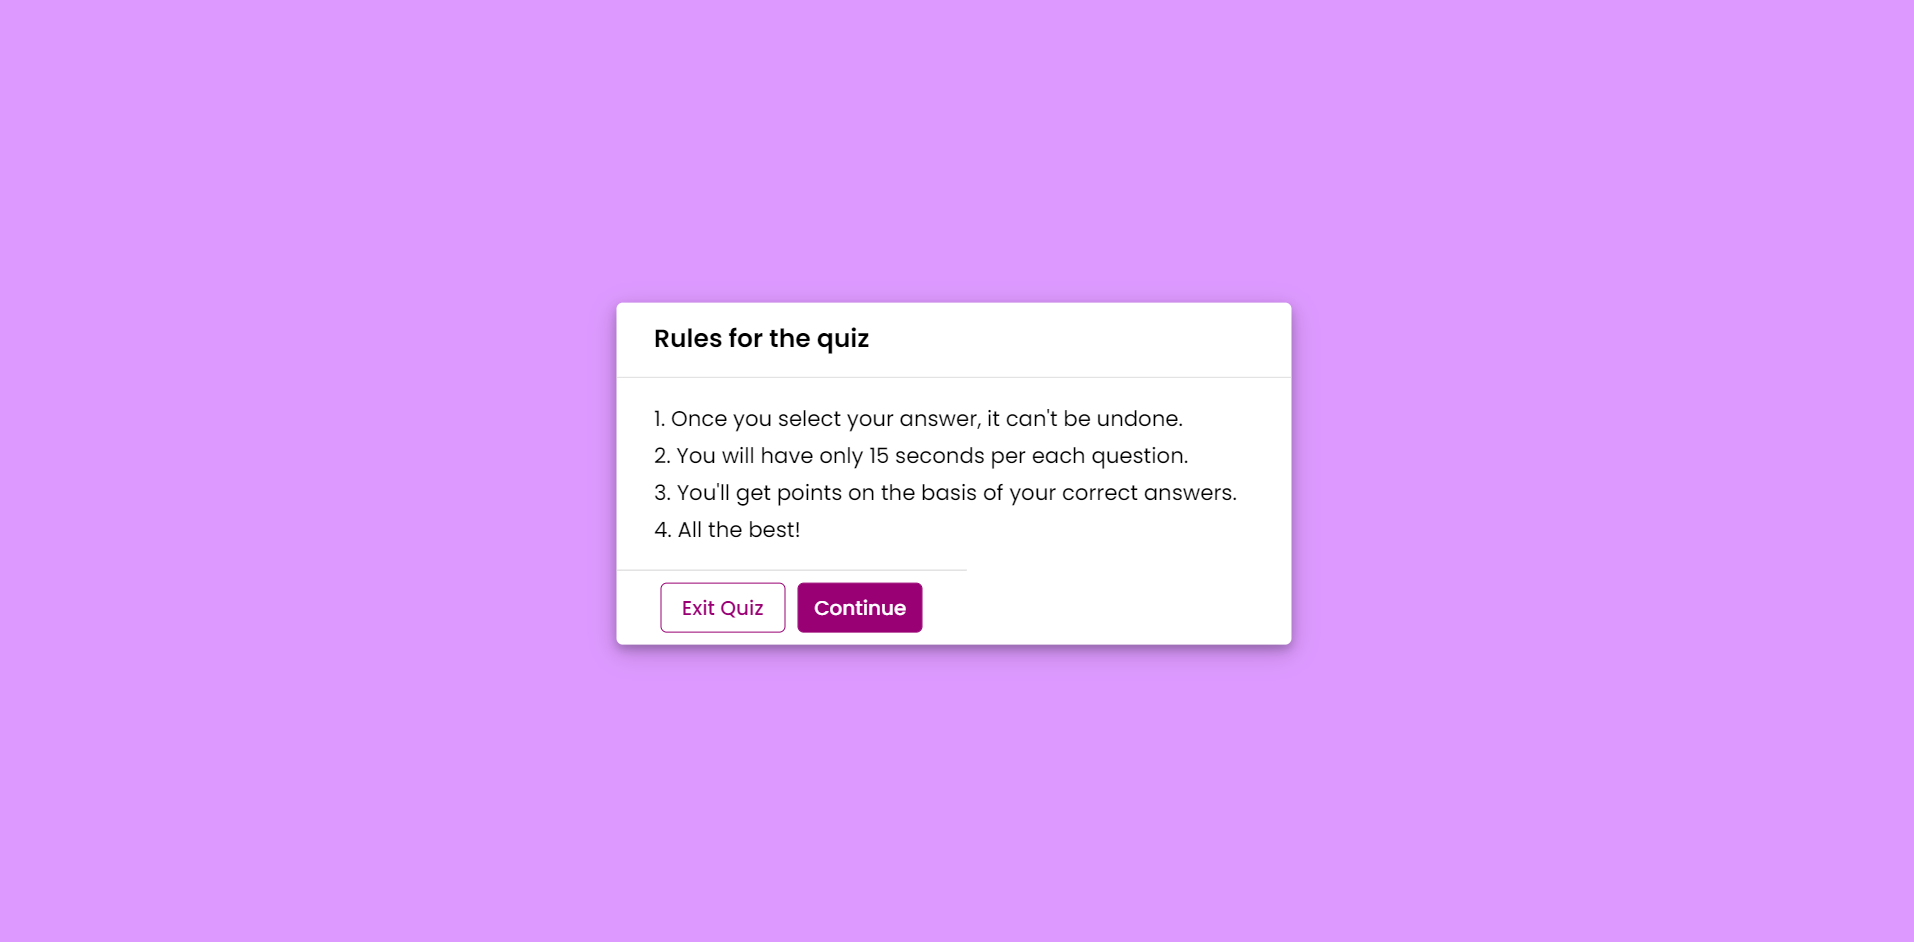 Rules for the quiz
1. Once you select your answer, it can't be undone.
2. You will have only 15 seconds per each question.
3. You'll get points on the basis of your correct answers.
4. All the best!
Exit Quiz Continue